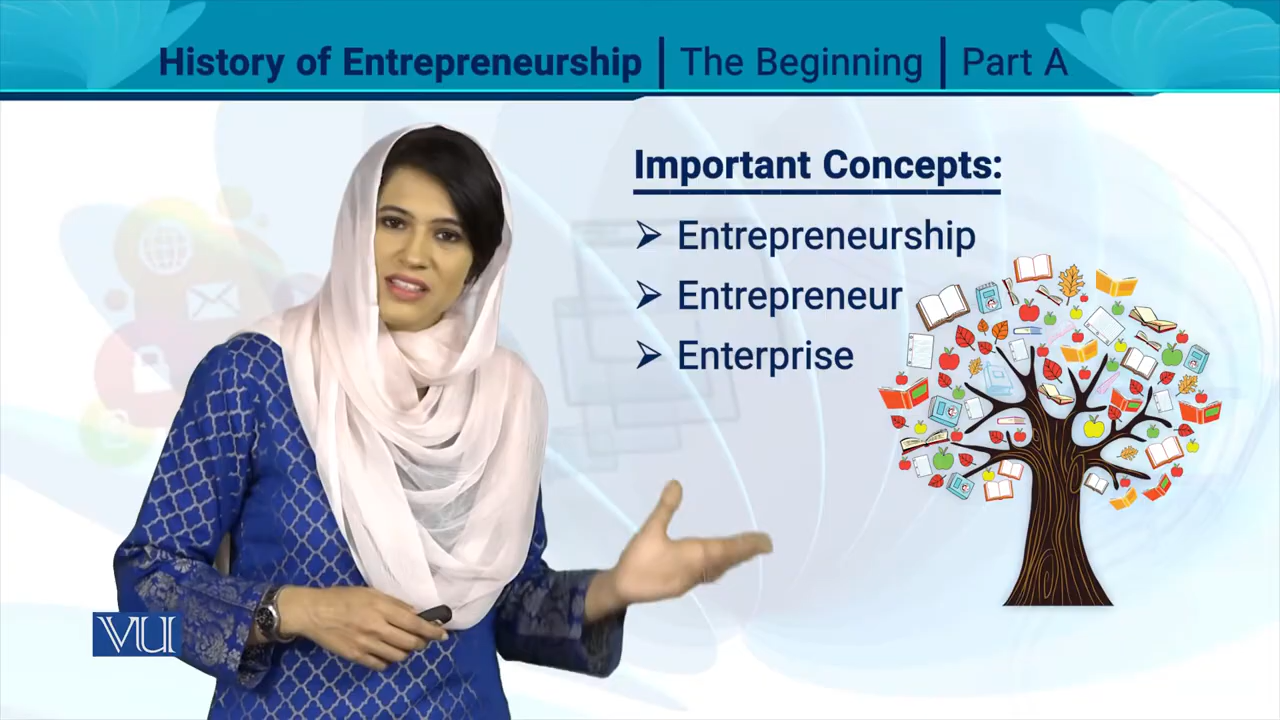 History of Entrepreneurship | The Beginning | Part A
Important Concepts:
➢ Entrepreneurship
➢ Entrepreneur
➢ Enterprise
VU